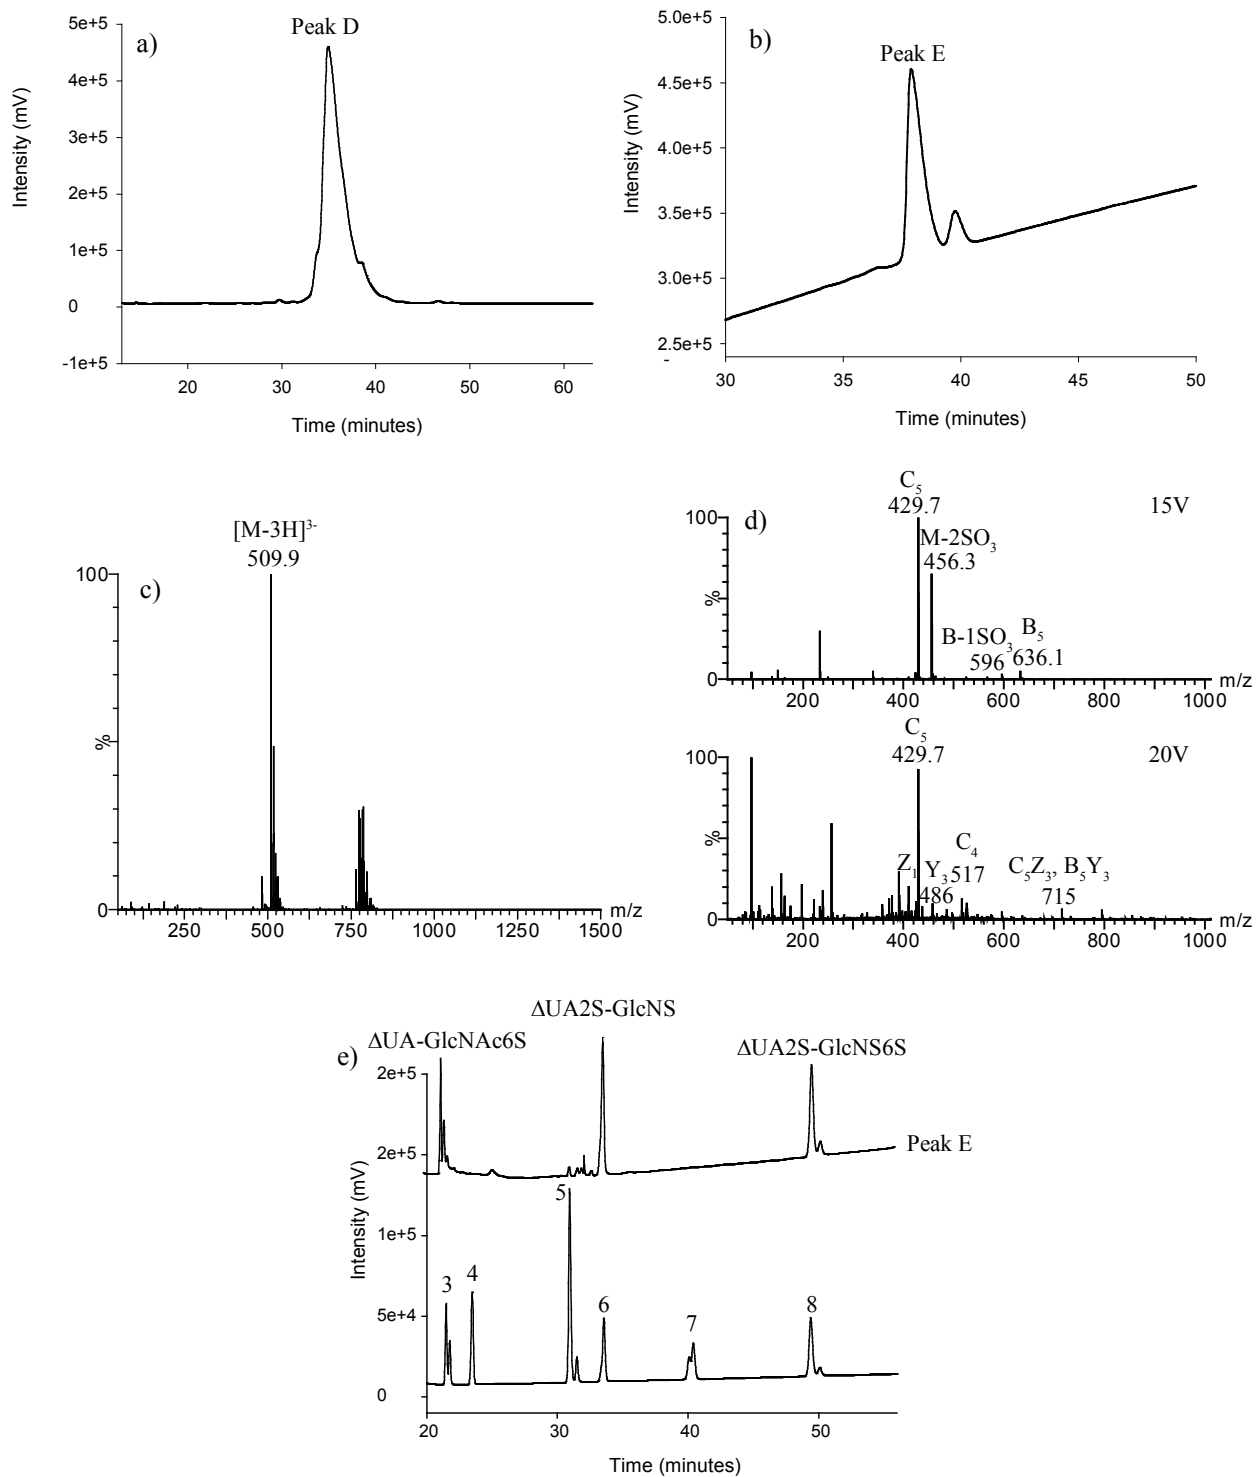 a)
Peak D
5e+5
4e+5
3e+5
2e+5
1e+5
0
-1e+5
Intensity (mV)
20 30 40 50 60
Time (minutes)
b)
Peak E
5.0e+5
4.5e+5
4.0e+5
3.5e+5
3.0e+5
2.5e+5
-
Intensity (mV)
30 35 40 45 50
Time (minutes)
c)
[M-3H]3-
509.9
100
%
0
250 500 750 1000 1250 1500 m/z
d)
C5
429.7
15V
100
M-2SO3
456.3
B-1SO3
596
B5
636.1
%
0
200 400 600 800 1000 m/z
C5
429.7
20V
100
%
Z1
Y3
486
C4
517
C5Z3, B5Y3
715
0
200 400 600 800 1000 m/z
e)
ΔUA2S-GlcNS
ΔUA-GlcNAc6S
ΔUA2S-GlcNS6S
Peak E
2e+5
2e+5
1e+5
5e+4
0
Intensity (mV)
3 4 5 6 7 8
20 30 40 50
Time (minutes)